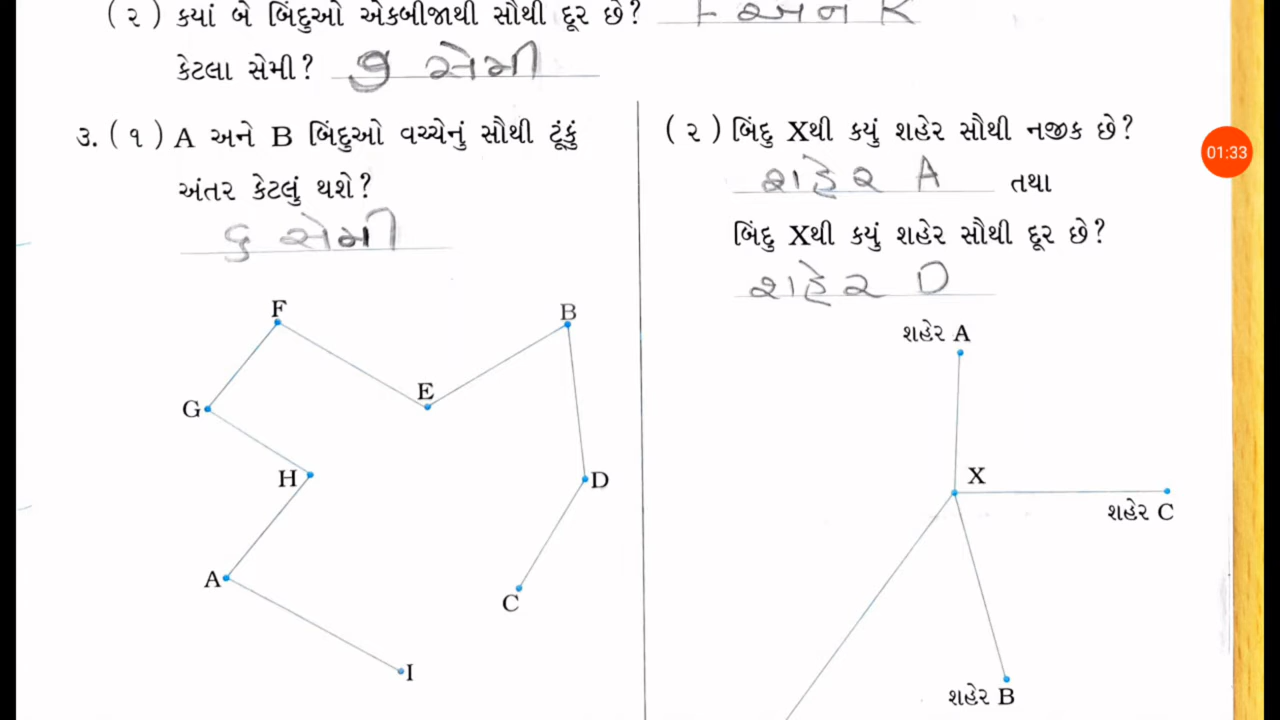 (૨) કયાં બે બિંદુઓ એકબીજાથી સૌથી દૂર છે? F અને K
કેટલા સેમી? ૭ સેમી
૩. (૧) A અને B બિંદુઓ વચ્ચેનું સૌથી ટૂંકું
અંતર કેટલું થશે?
૬ સેમી
F
B
E
G
H
D
A
C
I
(૨) બિંદુ Xથી કયું શહેર સૌથી નજીક છે?
શહેર A તથા
બિંદુ Xથી કયું શહેર સૌથી દૂર છે?
શહેર D
શહેર A
X
શહેર C
શહેર B
01:33